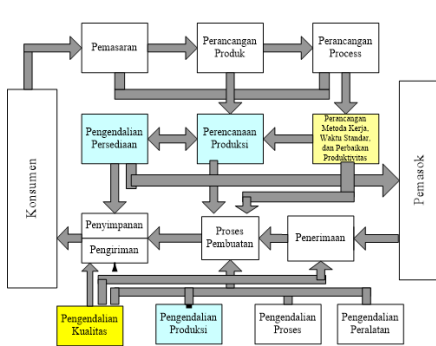 Pemasaran
Perancangan
Produk
Perancangan
Process
Konsumen
Pengendalian
Persediaan
Perencanaan
Produksi
Perancangan
Metoda Kerja,
Waktu Standar,
dan Perbaikan
Produktivitas
Pemasok
Penyimpanan
Pengiriman
Proses
Pembuatan
Penerimaan
Pengendalian
Kualitas
Pengendalian
Produksi
Pengendalian
Proses
Pengendalian
Peralatan